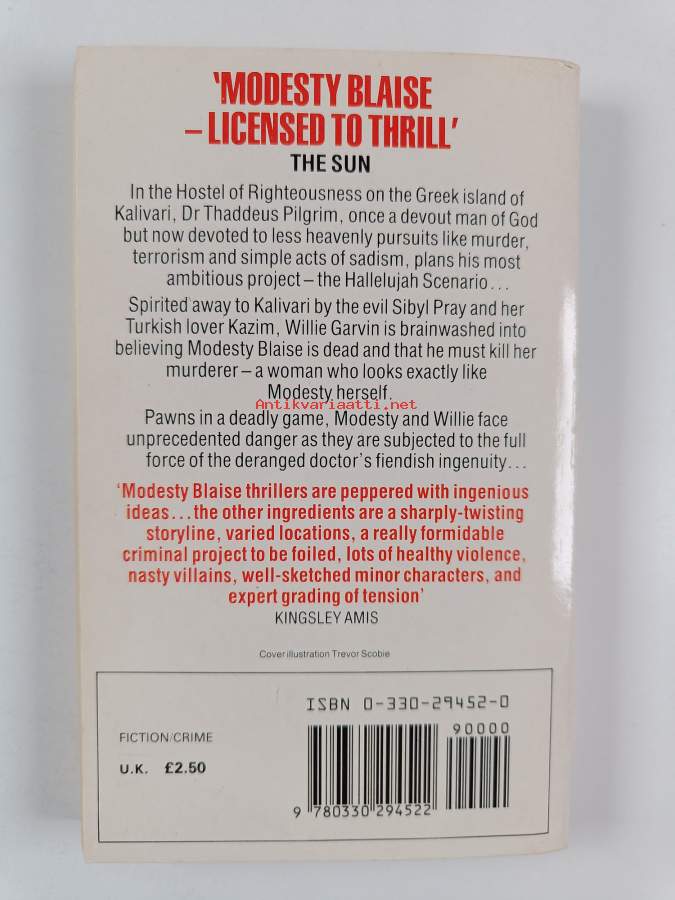 'MODESTY BLAISE
– LICENSED TO THRILL'
THE SUN
In the Hostel of Righteousness on the Greek island of
Kalivari, Dr Thaddeus Pilgrim, once a devout man of God
but now devoted to less heavenly pursuits like murder,
terrorism and simple acts of sadism, plans his most
ambitious project – the Hallelujah Scenario...
Spirited away to Kalivari by the evil Sibyl Pray and her
Turkish lover Kazim, Willie Garvin is brainwashed into
believing Modesty Blaise is dead and that he must kill her
murderer – a woman who looks exactly like
Modesty herself.
Antikvariaatti.net
Pawns in a deadly game, Modesty and Willie face
unprecedented danger as they are subjected to the full
force of the deranged doctor's fiendish ingenuity...
'Modesty Blaise thrillers are peppered with ingenious
ideas...the other ingredients are a sharply-twisting
storyline, varied locations, a really formidable
criminal project to be foiled, lots of healthy violence,
nasty villains, well-sketched minor characters, and
expert grading of tension'
KINGSLEY AMIS
Cover illustration Trevor Scobie
ISBN 0-330-29452-0
90000
FICTION/CRIME
U.K. £2.50
9 780330 294522